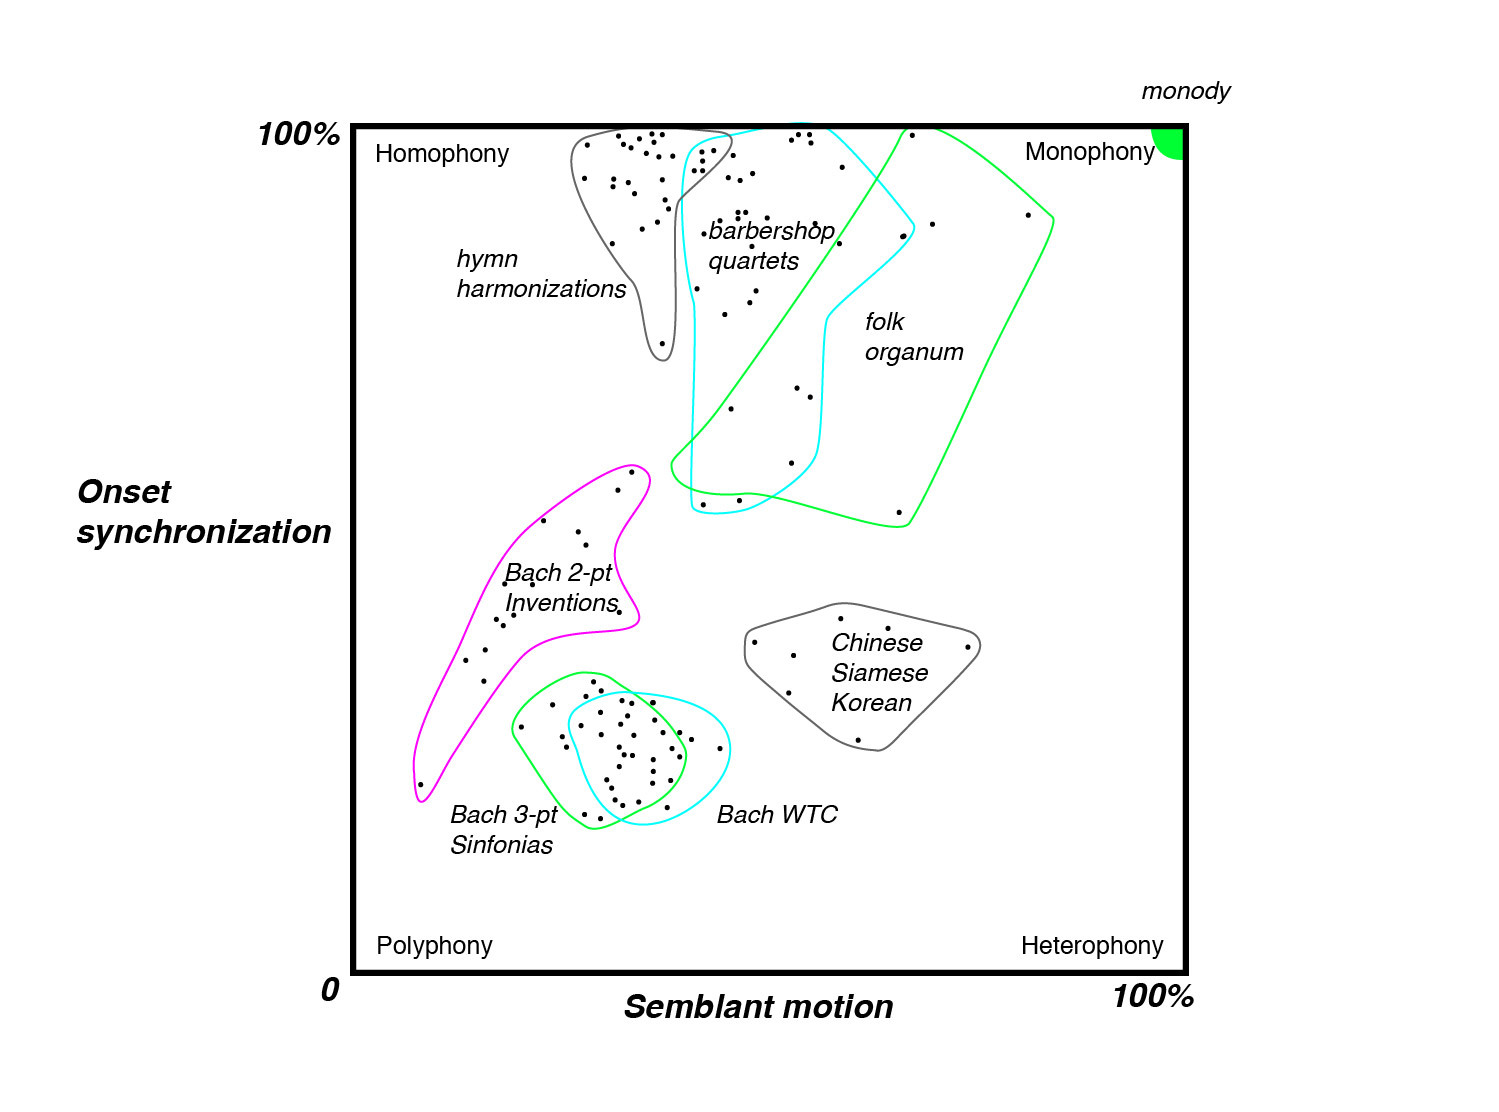 monody
100%
Homophony
Monophony
barbershop
quartets
hymn
harmonizations
folk
organum
Onset
synchronization
Bach 2-pt
Inventions
Chinese
Siamese
Korean
Bach 3-pt
Sinfonias
Bach WTC
Polyphony
Heterophony
0
Semblant motion
100%